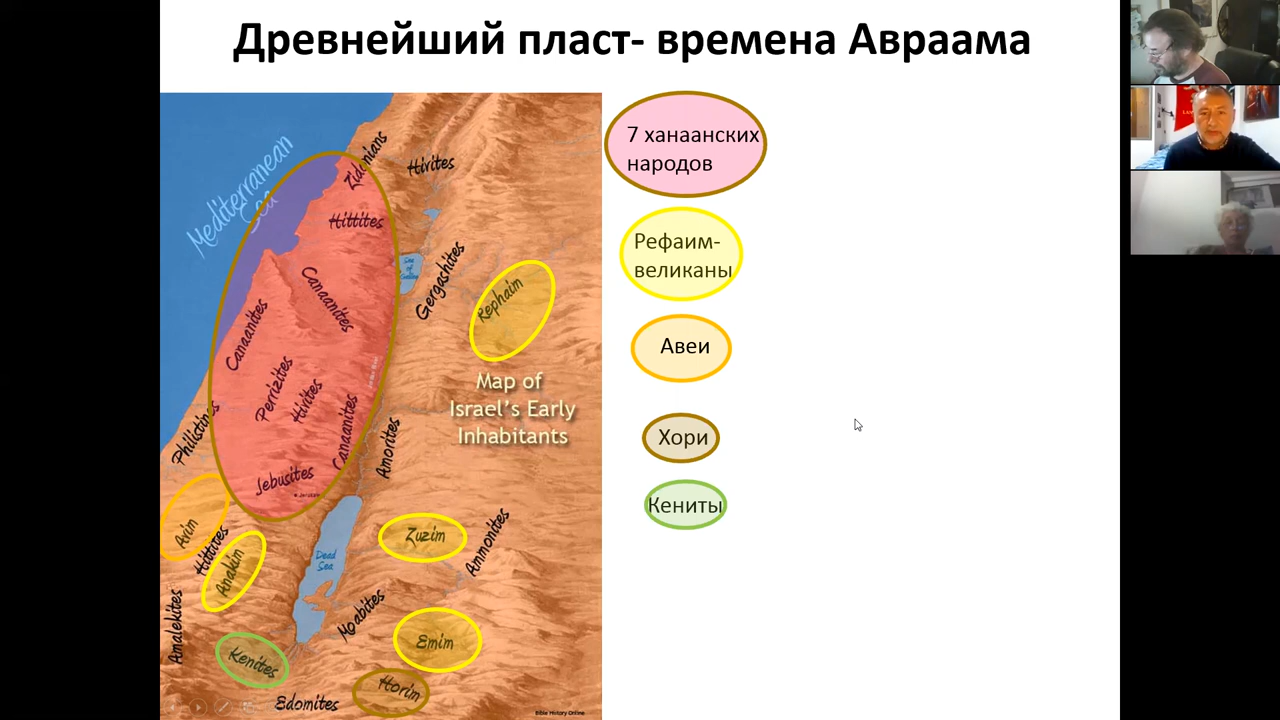 Древнейший пласт- времена Авраама
Mediterranean
Sea
Zidonians
Hivites
Hittites
Sea
of
Galilee
Canaanites
Gergashites
Rephaim
Canaanites
Perizites
Hivites
Canaanites
Map of
Israel's Early
Inhabitants
Philistines
Amorites
Jebusites
Avim
Hittites
Anakim
Dead
Sea
Zuzim
Ammonites
Amalekites
Moabites
Emim
Kenites
Horim
Edomites
Bible History Online
7 ханаанских
народов
Рефаим-
великаны
Авеи
Хори
Кениты